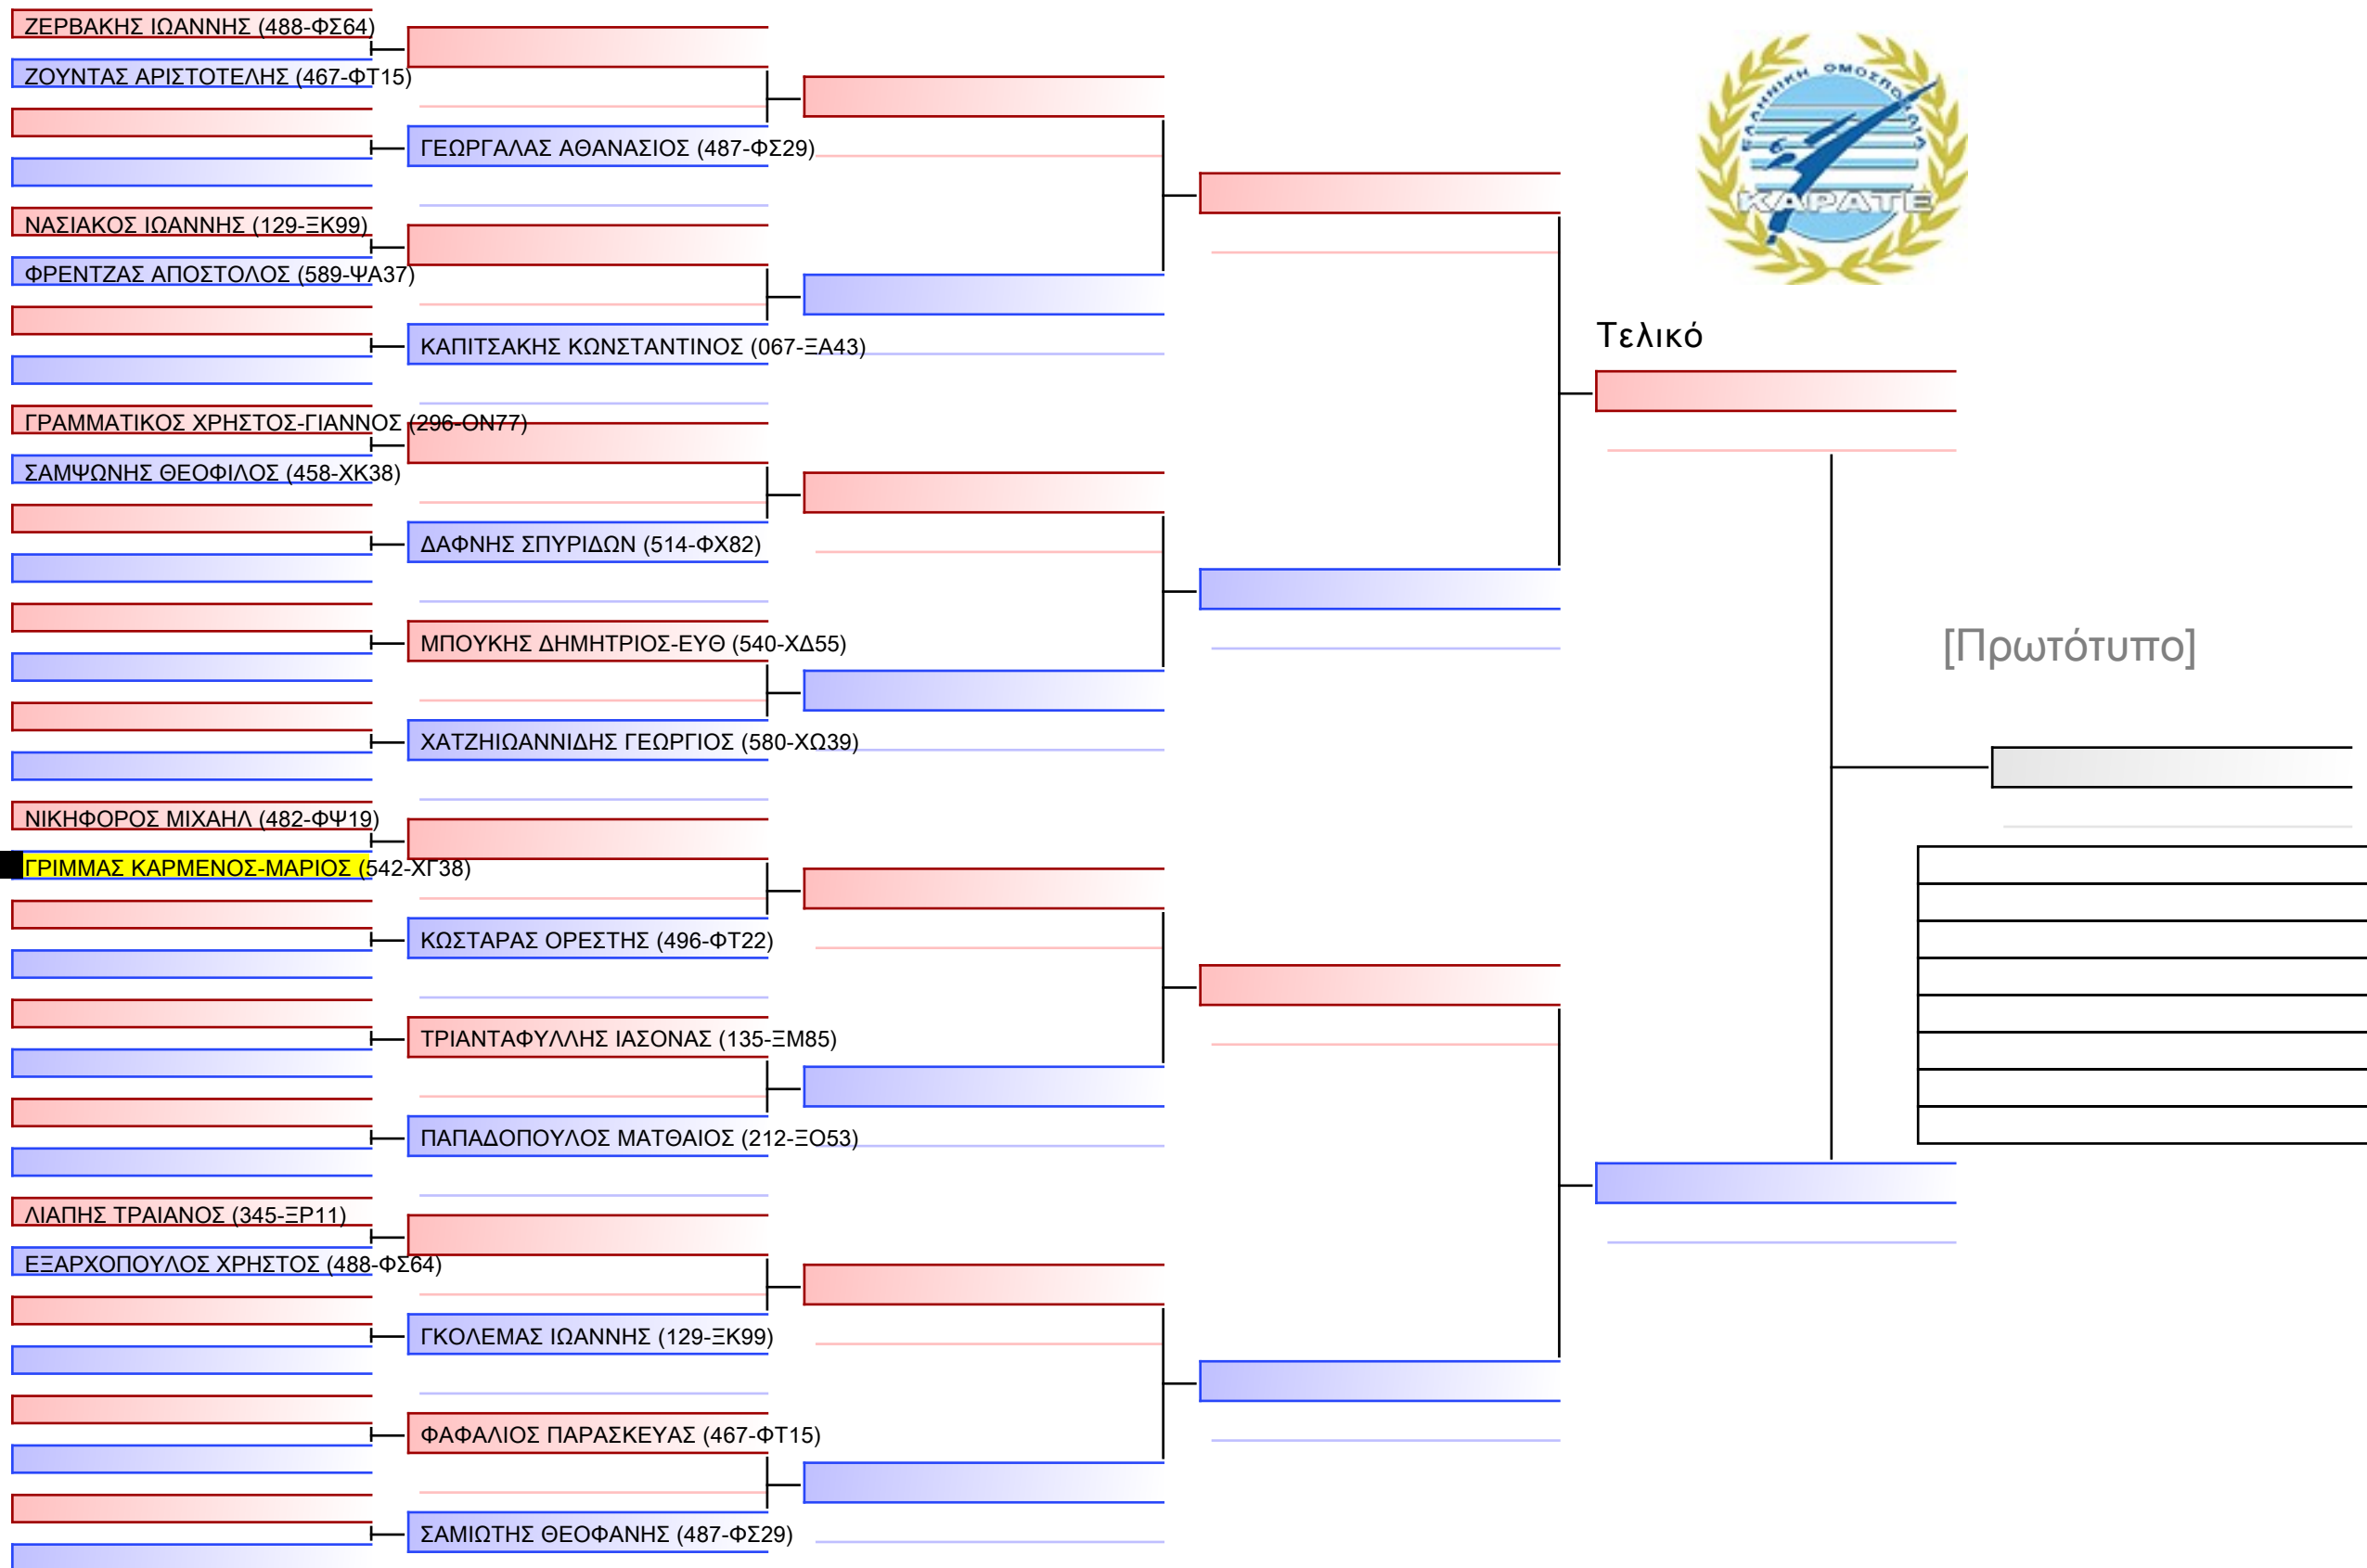 ΖΕΡΒΑΚΗΣ ΙΩΑΝΝΗΣ (488-ΦΣ64)
ΖΟΥΝΤΑΣ ΑΡΙΣΤΟΤΕΛΗΣ (467-ΦΤ15)
ΝΑΣΙΑΚΟΣ ΙΩΑΝΝΗΣ (129-ΞΚ99)
ΦΡΕΝΤΖΑΣ ΑΠΟΣΤΟΛΟΣ (589-ΨΑ37)
ΓΡΑΜΜΑΤΙΚΟΣ ΧΡΗΣΤΟΣ-ΓΙΑΝΝΟΣ (296-ΟΝ77)
ΣΑΜΨΩΝΗΣ ΘΕΟΦΙΛΟΣ (458-ΧΚ38)
ΝΙΚΗΦΟΡΟΣ ΜΙΧΑΗΛ (482-ΦΨ19)
ΓΡΙΜΜΑΣ ΚΑΡΜΕΝΟΣ-ΜΑΡΙΟΣ (542-ΧΓ38)
ΛΙΑΠΗΣ ΤΡΑΙΑΝΟΣ (345-ΞΡ11)
ΕΞΑΡΧΟΠΟΥΛΟΣ ΧΡΗΣΤΟΣ (488-ΦΣ64)
ΓΕΩΡΓΑΛΑΣ ΑΘΑΝΑΣΙΟΣ (487-ΦΣ29)
ΚΑΠΙΤΣΑΚΗΣ ΚΩΝΣΤΑΝΤΙΝΟΣ (067-ΞΑ43)
ΔΑΦΝΗΣ ΣΠΥΡΙΔΩΝ (514-ΦΧ82)
ΜΠΟΥΚΗΣ ΔΗΜΗΤΡΙΟΣ-ΕΥΘ (540-ΧΔ55)
ΧΑΤΖΗΙΩΑΝΝΙΔΗΣ ΓΕΩΡΓΙΟΣ (580-ΧΩ39)
ΚΩΣΤΑΡΑΣ ΟΡΕΣΤΗΣ (496-ΦΤ22)
ΤΡΙΑΝΤΑΦΥΛΛΗΣ ΙΑΣΟΝΑΣ (135-ΞΜ85)
ΠΑΠΑΔΟΠΟΥΛΟΣ ΜΑΤΘΑΙΟΣ (212-ΞΟ53)
ΓΚΟΛΕΜΑΣ ΙΩΑΝΝΗΣ (129-ΞΚ99)
ΦΑΦΑΛΙΟΣ ΠΑΡΑΣΚΕΥΑΣ (467-ΦΤ15)
ΣΑΜΙΩΤΗΣ ΘΕΟΦΑΝΗΣ (487-ΦΣ29)
ΕΛΛΗΝΙΚΗ ΟΜΟΣΠΟΝΔΙΑ
ΚΑΡΑΤΕ
Τελικό
[Πρωτότυπο]